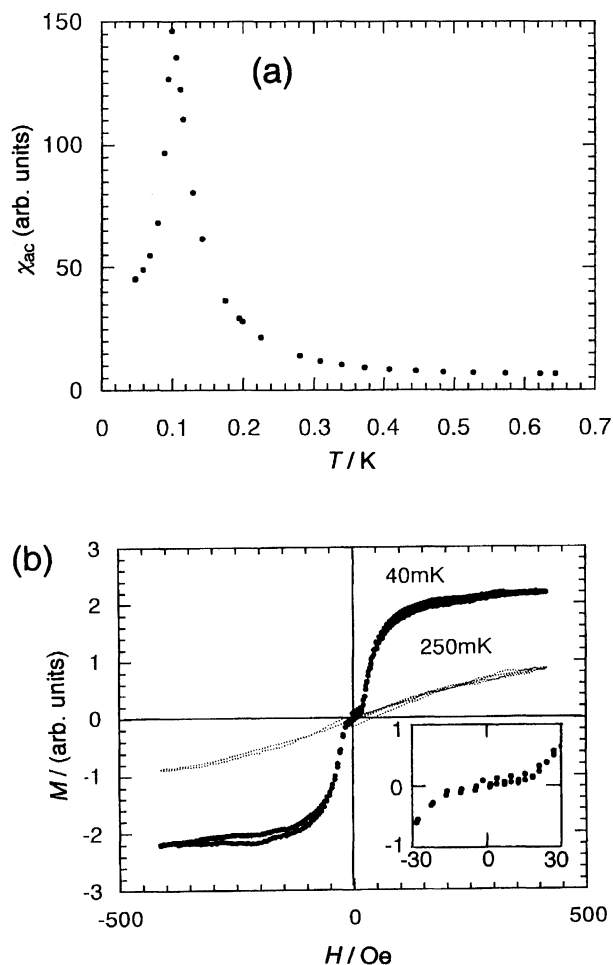 (a)
150
100
50
0
χac (arb. units)
0 0.1 0.2 0.3 0.4 0.5 0.6 0.7
T / K
(b)
3
2
1
0
-1
-2
-3
M / (arb. units)
40mK
250mK
1
0
-1
-30 0 30
-500 0 500
H / Oe